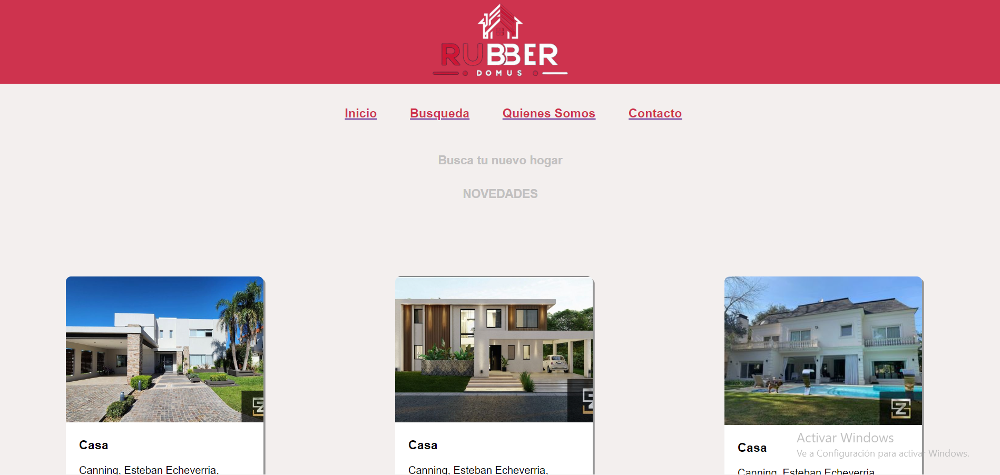 RUBBER
DOMUS
Inicio Busqueda Quienes Somos Contacto
Busca tu nuevo hogar
NOVEDADES
Casa
Canning, Esteban Echeverria,
Casa
Canning, Esteban Echeverria,
Casa
Canning, Esteban Echeverria
Activar Windows
Ve a Configuración para activar Windows.